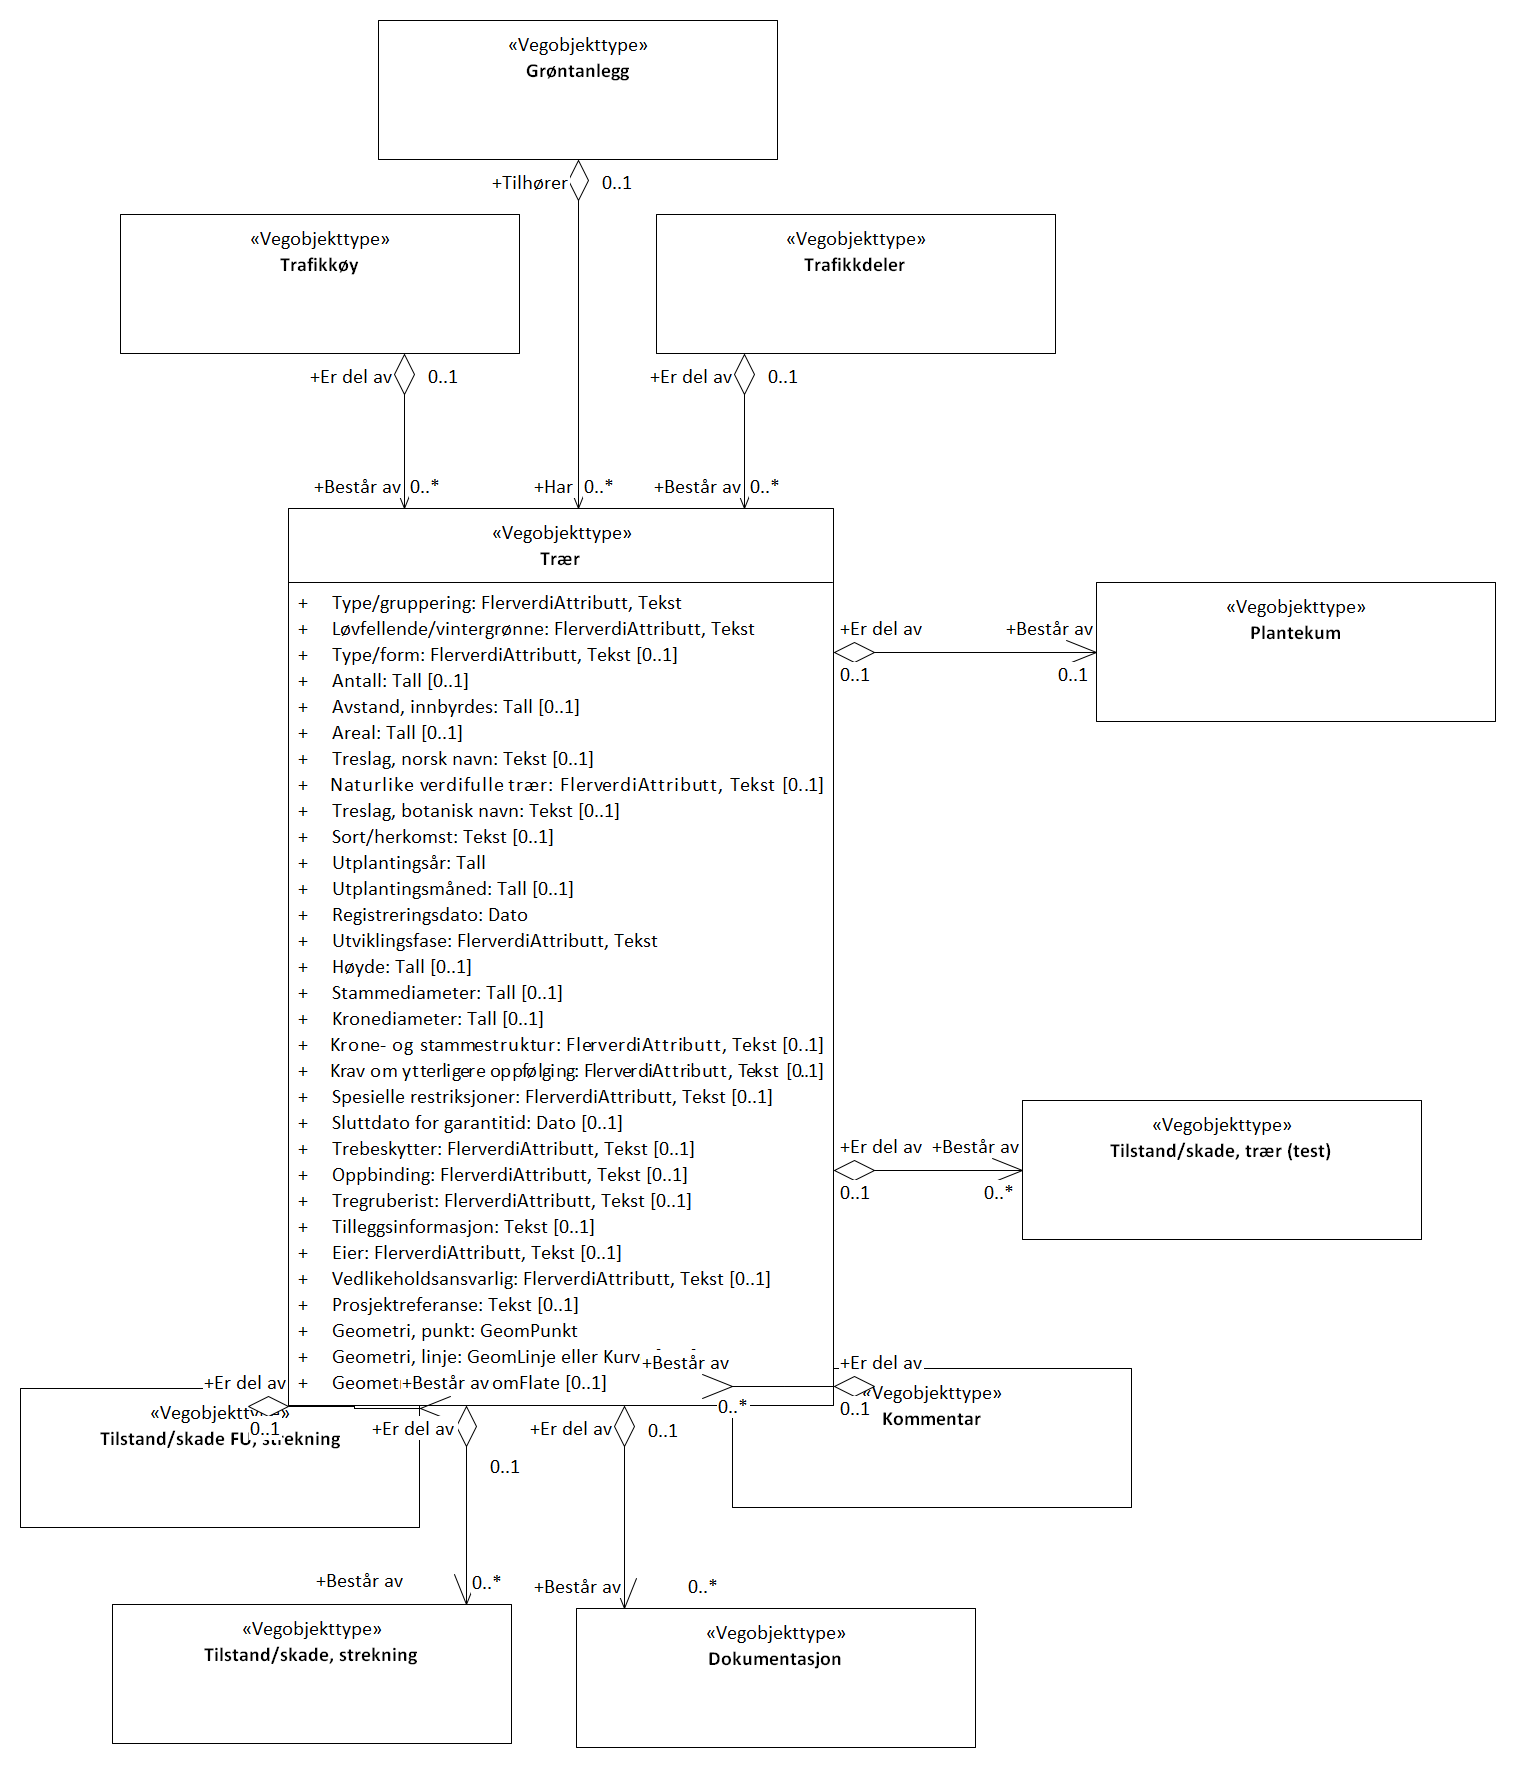 «Vegobjekttype»
Grøntanlegg
+Tilhører 0..1
«Vegobjekttype»
Trafikkøy
«Vegobjekttype»
Trafikkdeler
+Er del av 0..1
+Er del av 0..1
+Består av 0..*
+Har 0..*
+Består av 0..*
«Vegobjekttype»
Trær
+ Type/gruppering: FlerverdiAttributt, Tekst
+ Løvfellende/vintergrønne: FlerverdiAttributt, Tekst
+ Type/form: FlerverdiAttributt, Tekst [0..1]
+ Antall: Tall [0..1]
+ Avstand, innbyrdes: Tall [0..1]
+ Areal: Tall [0..1]
+ Treslag, norsk navn: Tekst [0..1]
+ Naturlike verdifulle trær: FlerverdiAttributt, Tekst [0..1]
+ Treslag, botanisk navn: Tekst [0..1]
+ Sort/herkomst: Tekst [0..1]
+ Utplantingsår: Tall
+ Utplantingsmåned: Tall [0..1]
+ Registreringsdato: Dato
+ Utviklingsfase: FlerverdiAttributt, Tekst
+ Høyde: Tall [0..1]
+ Stammediameter: Tall [0..1]
+ Kronediameter: Tall [0..1]
+ Krone- og stammestruktur: FlerverdiAttributt, Tekst [0..1]
+ Krav om ytterligere oppfølging: FlerverdiAttributt, Tekst [0..1]
+ Spesielle restriksjoner: FlerverdiAttributt, Tekst [0..1]
+ Sluttdato for garantitid: Dato [0..1]
+ Trebeskytter: FlerverdiAttributt, Tekst [0..1]
+ Oppbinding: FlerverdiAttributt, Tekst [0..1]
+ Tregruberist: FlerverdiAttributt, Tekst [0..1]
+ Tilleggsinformasjon: Tekst [0..1]
+ Eier: FlerverdiAttributt, Tekst [0..1]
+ Vedlikeholdsansvarlig: FlerverdiAttributt, Tekst [0..1]
+ Prosjektreferanse: Tekst [0..1]
+ Geometri, punkt: GeomPunkt
+ Geometri, linje: GeomLinje eller Kurv
+ Geomet omFlate [0..1]
+Er del av +Består av
0..1 0..1
«Vegobjekttype»
Plantekum
+Er del av +Består av
0..1 0..*
«Vegobjekttype»
Tilstand/skade, trær (test)
+Består av +Er del av
0..* 0..1
«Vegobjekttype»
Kommentar
+Er del av +Består av
0..1
«Vegobjekttype»
Tilstand/skade FU, strekning
+Er del av
0..1
+Er del av 0..1
+Består av 0..*
+Består av 0..*
«Vegobjekttype»
Tilstand/skade, strekning
«Vegobjekttype»
Dokumentasjon